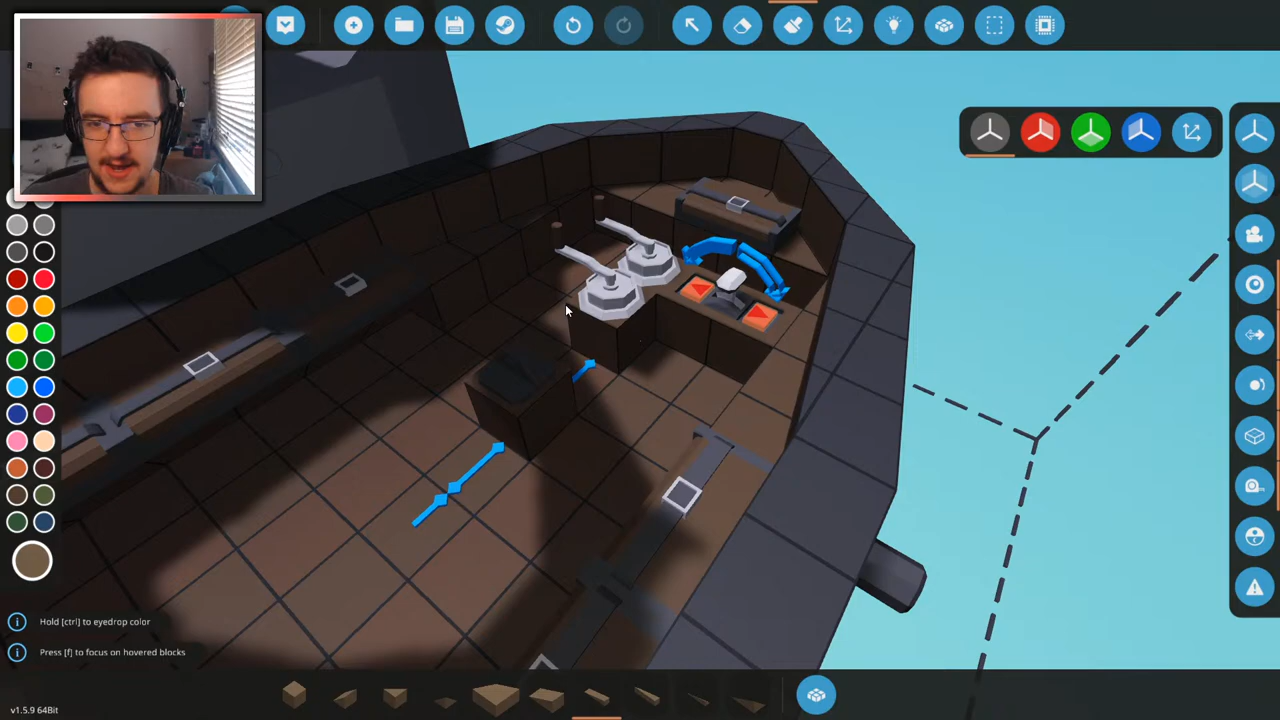 Hold [ctrl] to eyedrop color
Press [f] to focus on hovered blocks
v1.5.9 64Bit